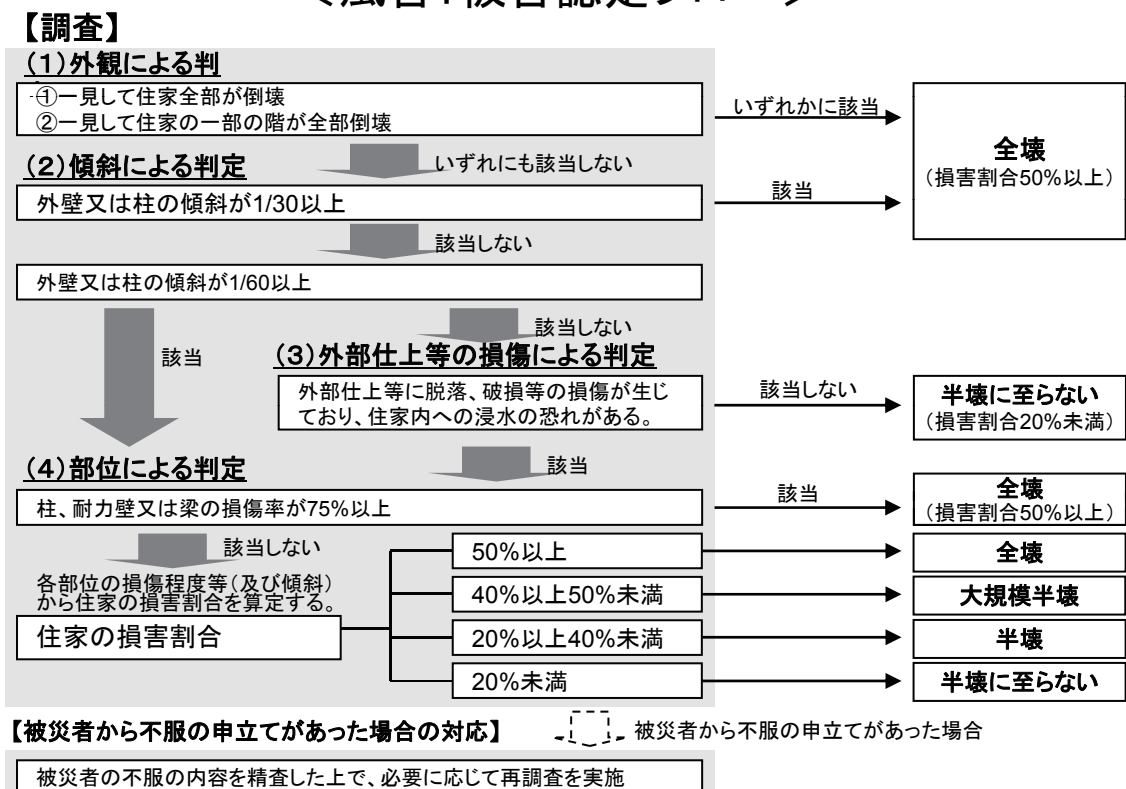 【調査】
(1)外観による判
①一見して住家全部が倒壊
②一見して住家の一部の階が全部倒壊
いずれかに該当
全壊
(損害割合50%以上)
(2)傾斜による判定
いずれにも該当しない
外壁又は柱の傾斜が1/30以上
該当
該当しない
外壁又は柱の傾斜が1/60以上
該当
該当しない
(3)外部仕上等の損傷による判定
外部仕上等に脱落、破損等の損傷が生じ
ており、住家内への浸水の恐れがある。
該当しない
半壊に至らない
(損害割合20%未満)
(4)部位による判定
該当
柱、耐力壁又は梁の損傷率が75%以上
該当
全壊
(損害割合50%以上)
該当しない
各部位の損傷程度等(及び傾斜)
から住家の損害割合を算定する。
住家の損害割合
50%以上
全壊
40%以上50%未満
大規模半壊
20%以上40%未満
半壊
20%未満
半壊に至らない
【被災者から不服の申立てがあった場合の対応】
被災者から不服の申立てがあった場合
被災者の不服の内容を精査した上で、必要に応じて再調査を実施